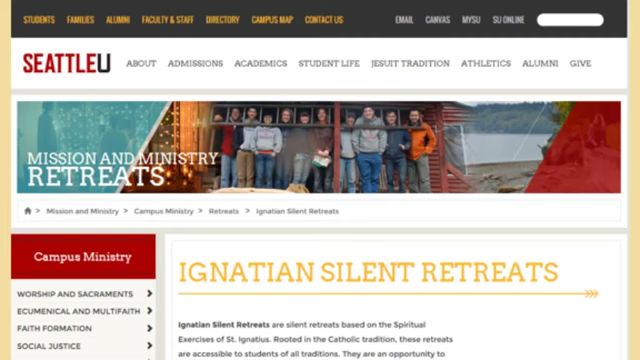 STUDENTS FAMILIES ALUMNI FACULTY & STAFF DIRECTORY CAMPUS MAP CONTACT US EMAIL CANVAS MYSU SU ONLINE
SEATTLEU ABOUT ADMISSIONS ACADEMICS STUDENT LIFE JESUIT TRADITION ATHLETICS ALUMNI GIVE
MISSION AND MINISTRY
RETREATS
> Mission and Ministry > Campus Ministry > Retreats > Ignatian Silent Retreats
Campus Ministry
WORSHIP AND SACRAMENTS
ECUMENICAL AND MULTIFAITH
FAITH FORMATION
SOCIAL JUSTICE
IGNATIAN SILENT RETREATS
Ignatian Silent Retreats are silent retreats based on the Spiritual
Exercises of St. Ignatius. Rooted in the Catholic tradition, these retreats
are accessible to students of all traditions. They are an opportunity to